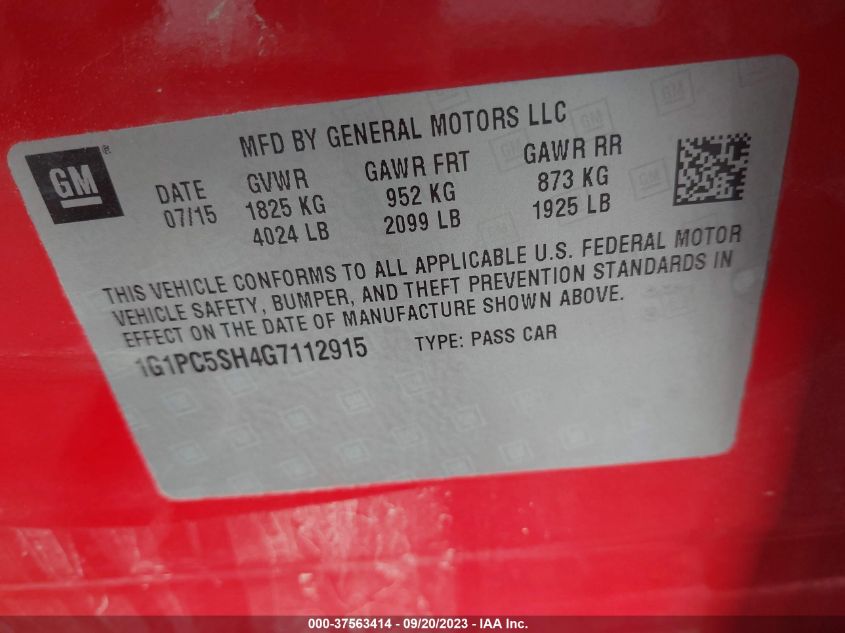 MFD BY GENERAL MOTORS LLC
GM
DATE GVWR GAWR FRT GAWR RR
07/15 1825 KG 952 KG 873 KG
4024 LB 2099 LB 1925 LB
THIS VEHICLE CONFORMS TO ALL APPLICABLE U.S. FEDERAL MOTOR
VEHICLE SAFETY, BUMPER, AND THEFT PREVENTION STANDARDS IN
EFFECT ON THE DATE OF MANUFACTURE SHOWN ABOVE.
1G1PC5SH4G7112915 TYPE: PASS CAR
000-37563414 - 09/20/2023 - IAA Inc.